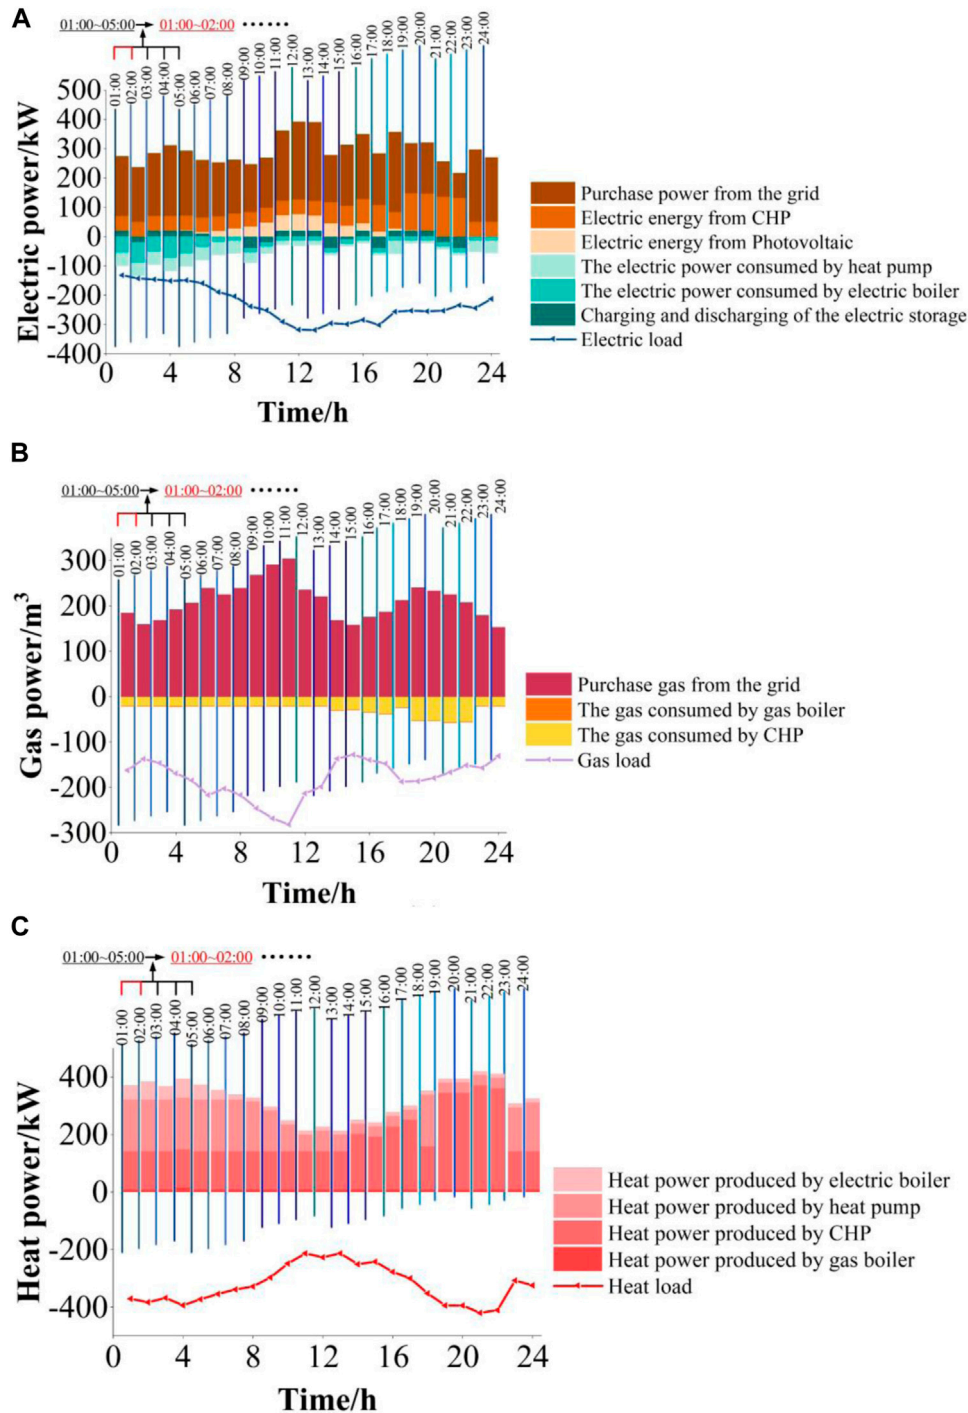 A
01:00~05:00 01:00~02:00 ······
01:00 02:00 03:00 04:00 05:00 06:00 07:00 08:00 09:00 10:00 11:00 12:00 13:00 14:00 15:00 16:00 17:00 18:00 19:00 20:00 21:00 22:00 23:00 24:00
Electric power/kW
500
400
300
200
100
0
-100
-200
-300
-400
0 4 8 12 16 20 24
Time/h
Purchase power from the grid
Electric energy from CHP
Electric energy from Photovoltaic
The electric power consumed by heat pump
The electric power consumed by electric boiler
Charging and discharging of the electric storage
Electric load
B
01:00~05:00 01:00~02:00 ······
01:00 02:00 03:00 04:00 05:00 06:00 07:00 08:00 09:00 10:00 11:00 12:00 13:00 14:00 15:00 16:00 17:00 18:00 19:00 20:00 21:00 22:00 23:00 24:00
Gas power/m³
300
200
100
0
-100
-200
-300
0 4 8 12 16 20 24
Time/h
Purchase gas from the grid
The gas consumed by gas boiler
The gas consumed by CHP
Gas load
C
01:00~05:00 01:00~02:00 ······
01:00 02:00 03:00 04:00 05:00 06:00 07:00 08:00 09:00 10:00 11:00 12:00 13:00 14:00 15:00 16:00 17:00 18:00 19:00 20:00 21:00 22:00 23:00 24:00
Heat power/kW
400
200
0
-200
-400
0 4 8 12 16 20 24
Time/h
Heat power produced by electric boiler
Heat power produced by heat pump
Heat power produced by CHP
Heat power produced by gas boiler
Heat load